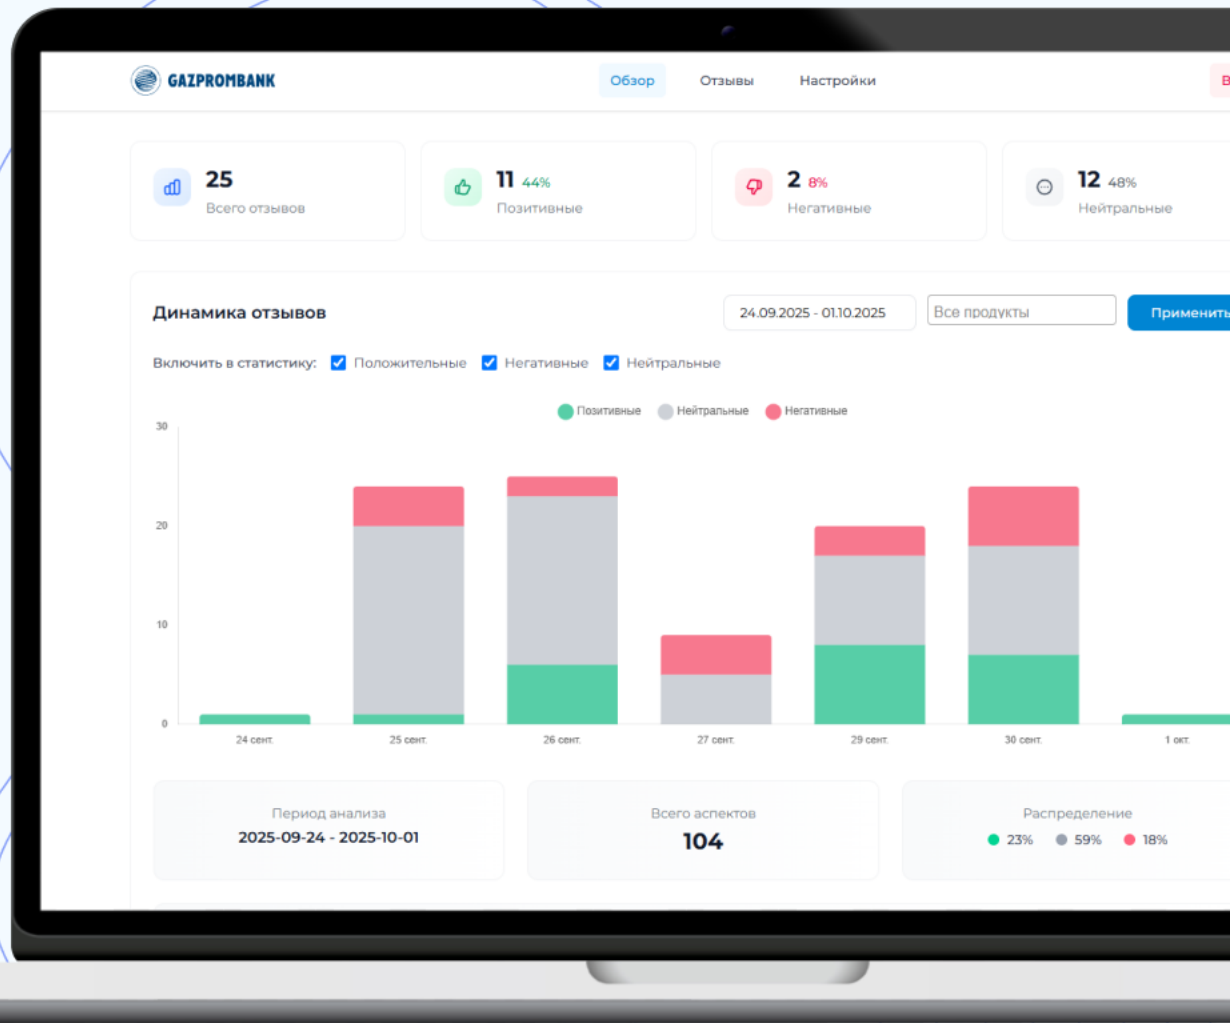 GAZPROMBANK
Обзор
Отзывы
Настройки
В
25
Всего отзывов
11 44%
Позитивные
2 8%
Негативные
12 48%
Нейтральные
Динамика отзывов
24.09.2025 - 01.10.2025
Все продукты
Применить
Включить в статистику:
Положительные
Негативные
Нейтральные
Позитивные
Нейтральные
Негативные
30
20
10
0
24 сент.
25 сент.
26 сент.
27 сент.
29 сент.
30 сент.
1 окт.
Период анализа
2025-09-24 - 2025-10-01
Всего аспектов
104
Распределение
23%
59%
18%